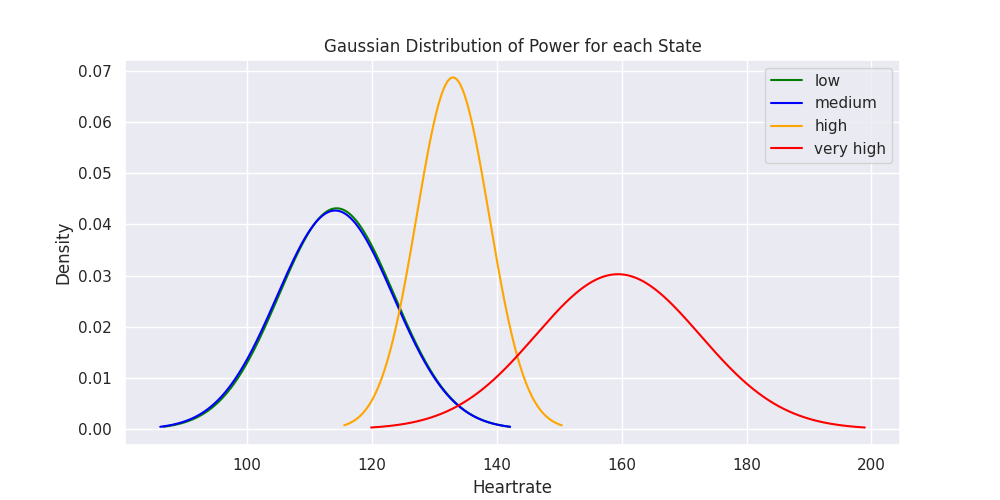 Gaussian Distribution of Power for each State
0.07
0.06
0.05
0.04
0.03
0.02
0.01
0.00
Density
low
medium
high
very high
100 120 140 160 180 200
Heartrate